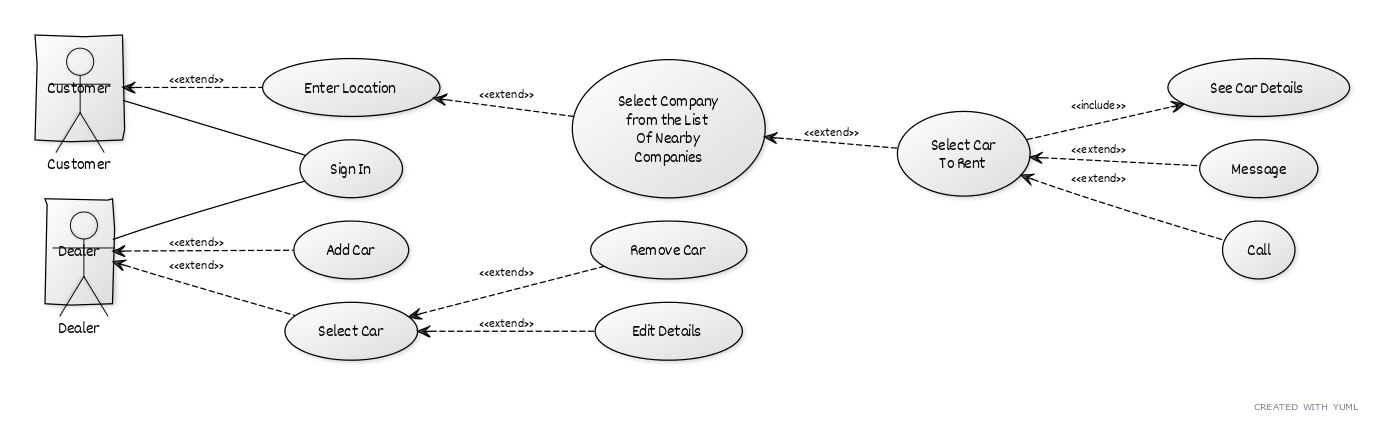 Customer
Customer
<<extend>>
Enter Location
<<extend>>
Select Company
from the List
Of Nearby
Companies
<<extend>>
Select Car
To Rent
<<include>>
See Car Details
<<extend>>
Message
<<extend>>
Call
Sign In
Dealer
Dealer
<<extend>>
Add Car
<<extend>>
Select Car
<<extend>>
Remove Car
<<extend>>
Edit Details
CREATED WITH YUML